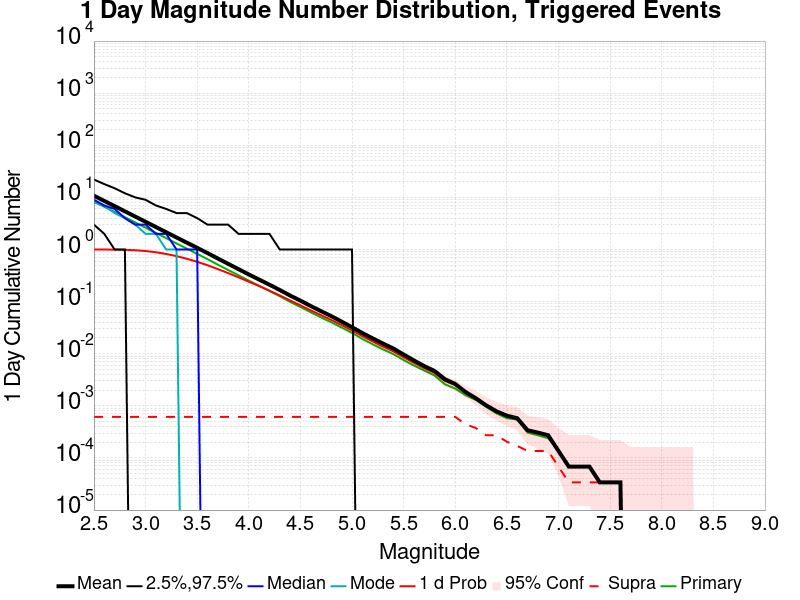 1 Day Magnitude Number Distribution, Triggered Events
1 Day Cumulative Number
10 4
10 3
10 2
10 1
10 0
10 -1
10 -2
10 -3
10 -4
10 -5
2.5 3.0 3.5 4.0 4.5 5.0 5.5 6.0 6.5 7.0 7.5 8.0 8.5 9.0
Magnitude
Mean 2.5%,97.5% Median Mode 1 d Prob 95% Conf Supra Primary